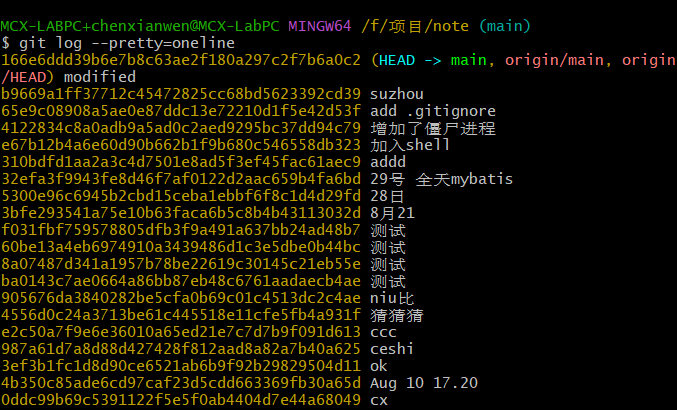 MCX-LABPC+chenxianwen@MCX-LabPC MINGW64 /f/项目/note (main)
$ git log --pretty=oneline
166e6ddd39b6e7b8c63ae2f180a297c2f7b6a0c2 (HEAD -> main, origin/main, origin
/HEAD) modified
b9669a1ff37712c45472825cc68bd5623392cd39 suzhou
65e9c08908a5ae0e87ddc13e72210d1f5e42d53f add .gitignore
4122834c8a0adb9a5ad0c2aed9295bc37dd94c79 增加了僵尸进程
e67b12b4a6e60d90b662b1f9b680c546558db323 加入shell
310bdfd1aa2a3c4d7501e8ad5f3ef45fac61aec9 addd
32efa3f9943fe8d46f7af0122d2aac659b4fa6bd 29号 全天mybatis
5300e96c6945b2cbd15ceba1ebbf6f8c1d4d29fd 28日
3bfe293541a75e10b63faca6b5c8b4b43113032d 8月21
f031fbf759578805dfb3f9a491a637bb24ad48b7 测试
60be13a4eb6974910a3439486d1c3e5dbe0b44bc 测试
8a07487d341a1957b78be22619c30145c21eb55e 测试
ba0143c7ae0664a86bb87eb48c6761aadaecb4ae 测试
905676da3840282be5cfa0b69c01c4513dc2c4ae niu比
4556d0c24a3713be61c445518e11cfe5fb4a931f 猜猜猜
e2c50a7f9e6e36010a65ed21e7c7d7b9f091d613 ccc
987a61d7a8d88d427428f812aad8a82a7b40a625 ceshi
3ef3b1fc1d8d90ce6521ab6b9f92b29829504d11 ok
4b350c85ade6cd97caf23d5cdd663369fb30a65d Aug 10 17.20
0ddc99b69c5391122f5e5f0ab4404d7e44a68049 cx